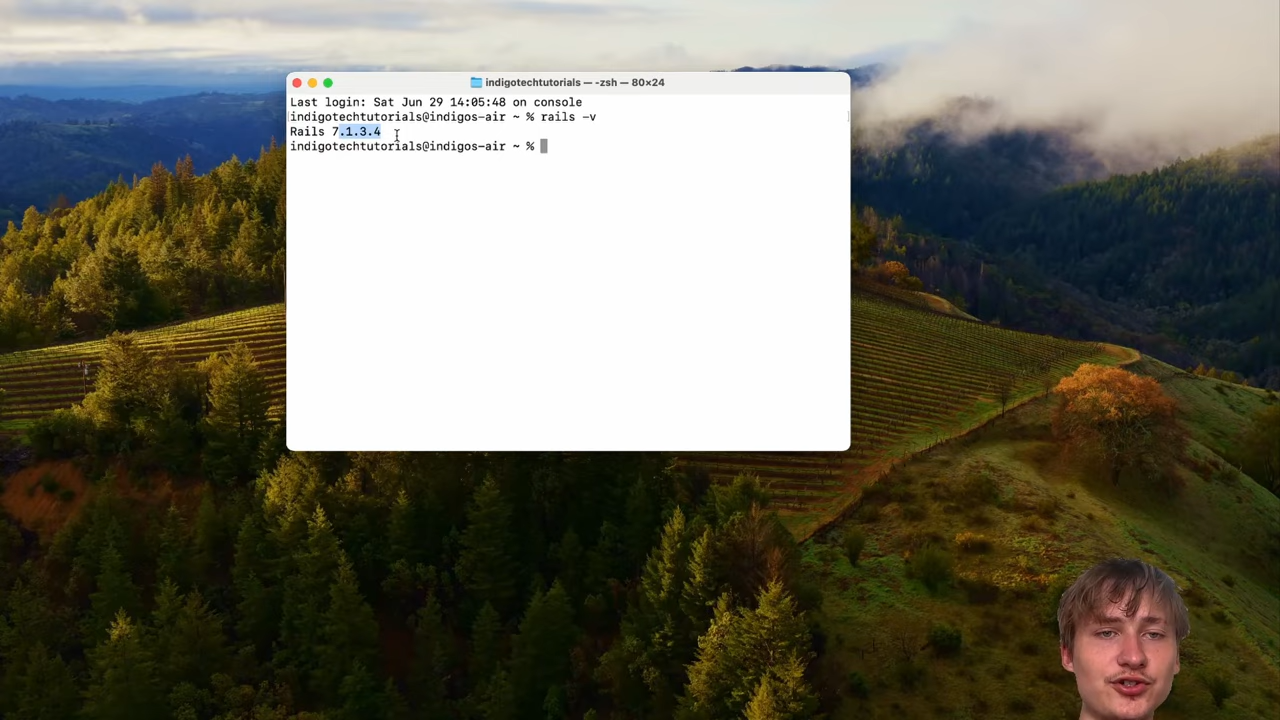 indigotechtutorials — -zsh — 80×24
Last login: Sat Jun 29 14:05:48 on console
indigotechtutorials@indigos-air ~ % rails -v
Rails 7.1.3.4
indigotechtutorials@indigos-air ~ %